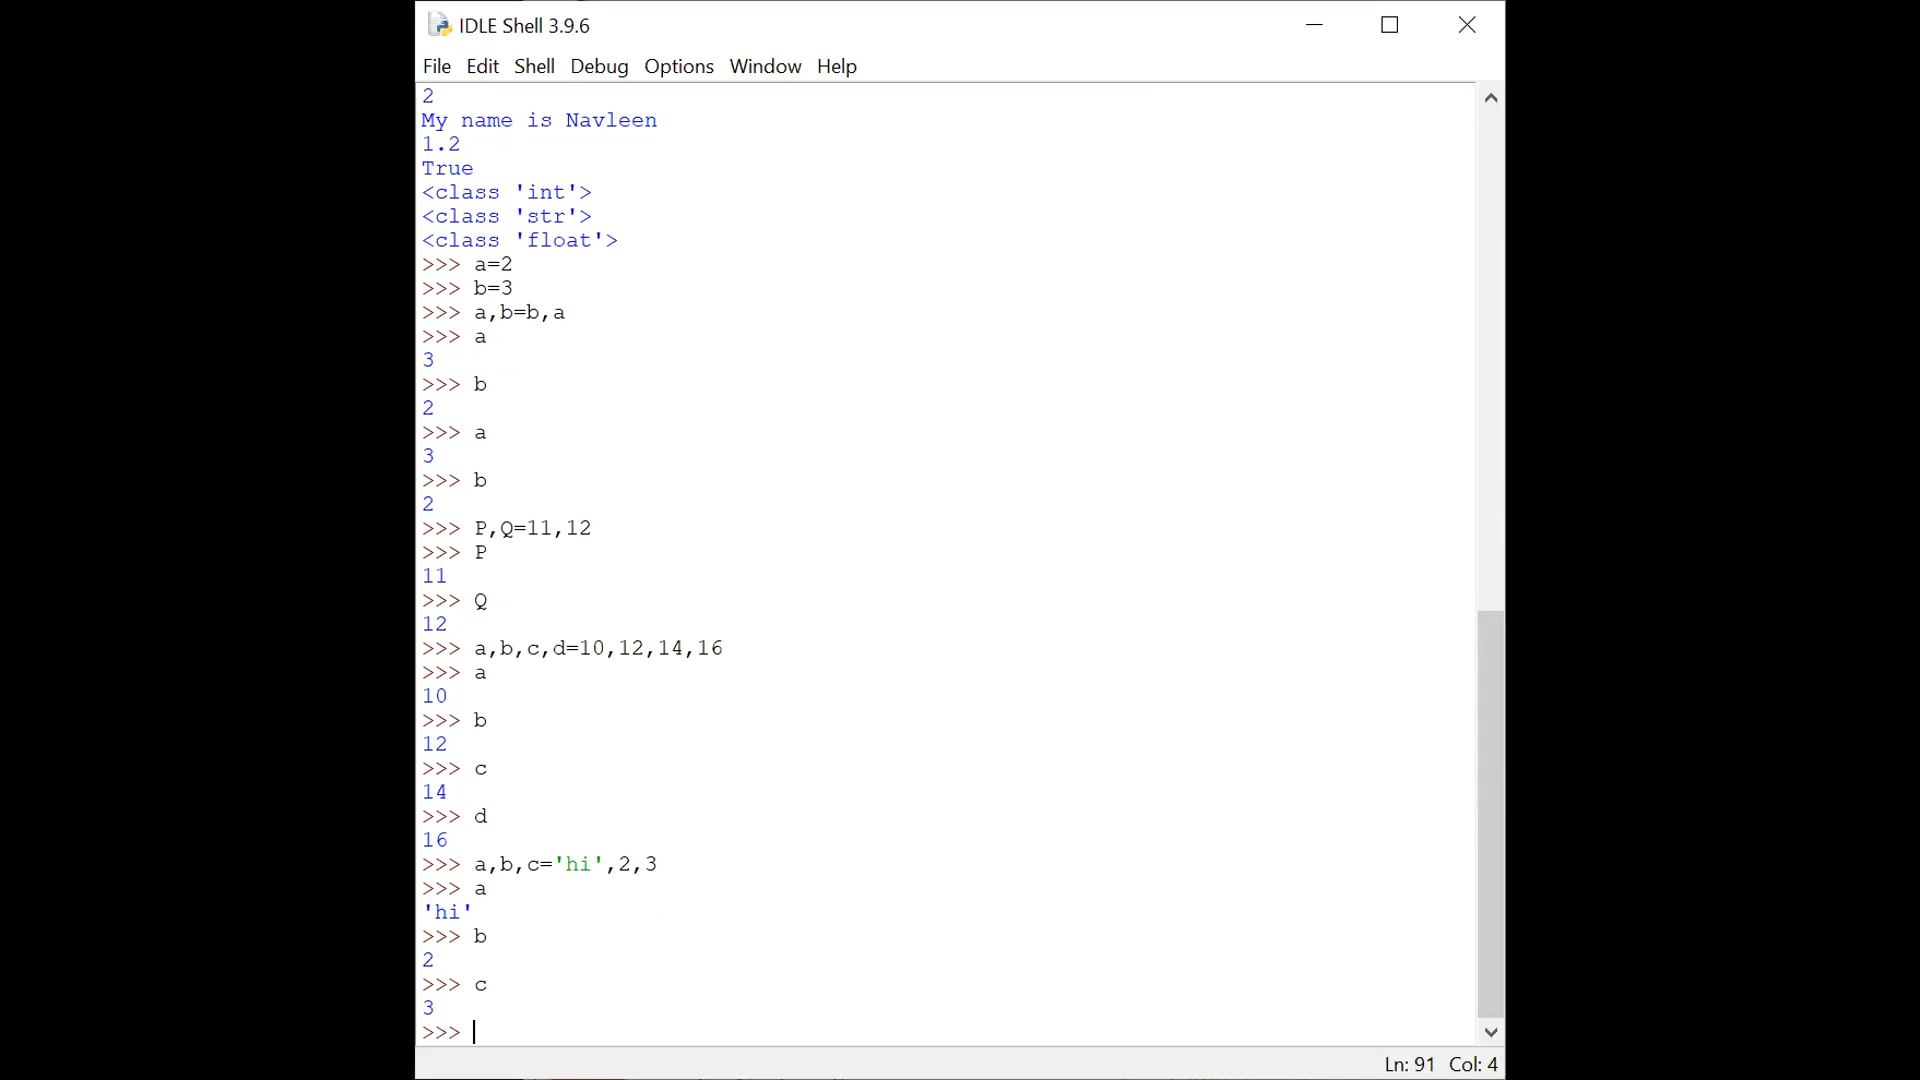 IDLE Shell 3.9.6
File Edit Shell Debug Options Window Help
2
My name is Navleen
1.2
True
<class 'int'>
<class 'str'>
<class 'float'>
>>> a=2
>>> b=3
>>> a,b=b,a
>>> a
3
>>> b
2
>>> a
3
>>> b
2
>>> P,Q=11,12
>>> P
11
>>> Q
12
>>> a,b,c,d=10,12,14,16
>>> a
10
>>> b
12
>>> c
14
>>> d
16
>>> a,b,c='hi',2,3
>>> a
'hi'
>>> b
2
>>> c
3
>>>
Ln: 91 Col: 4